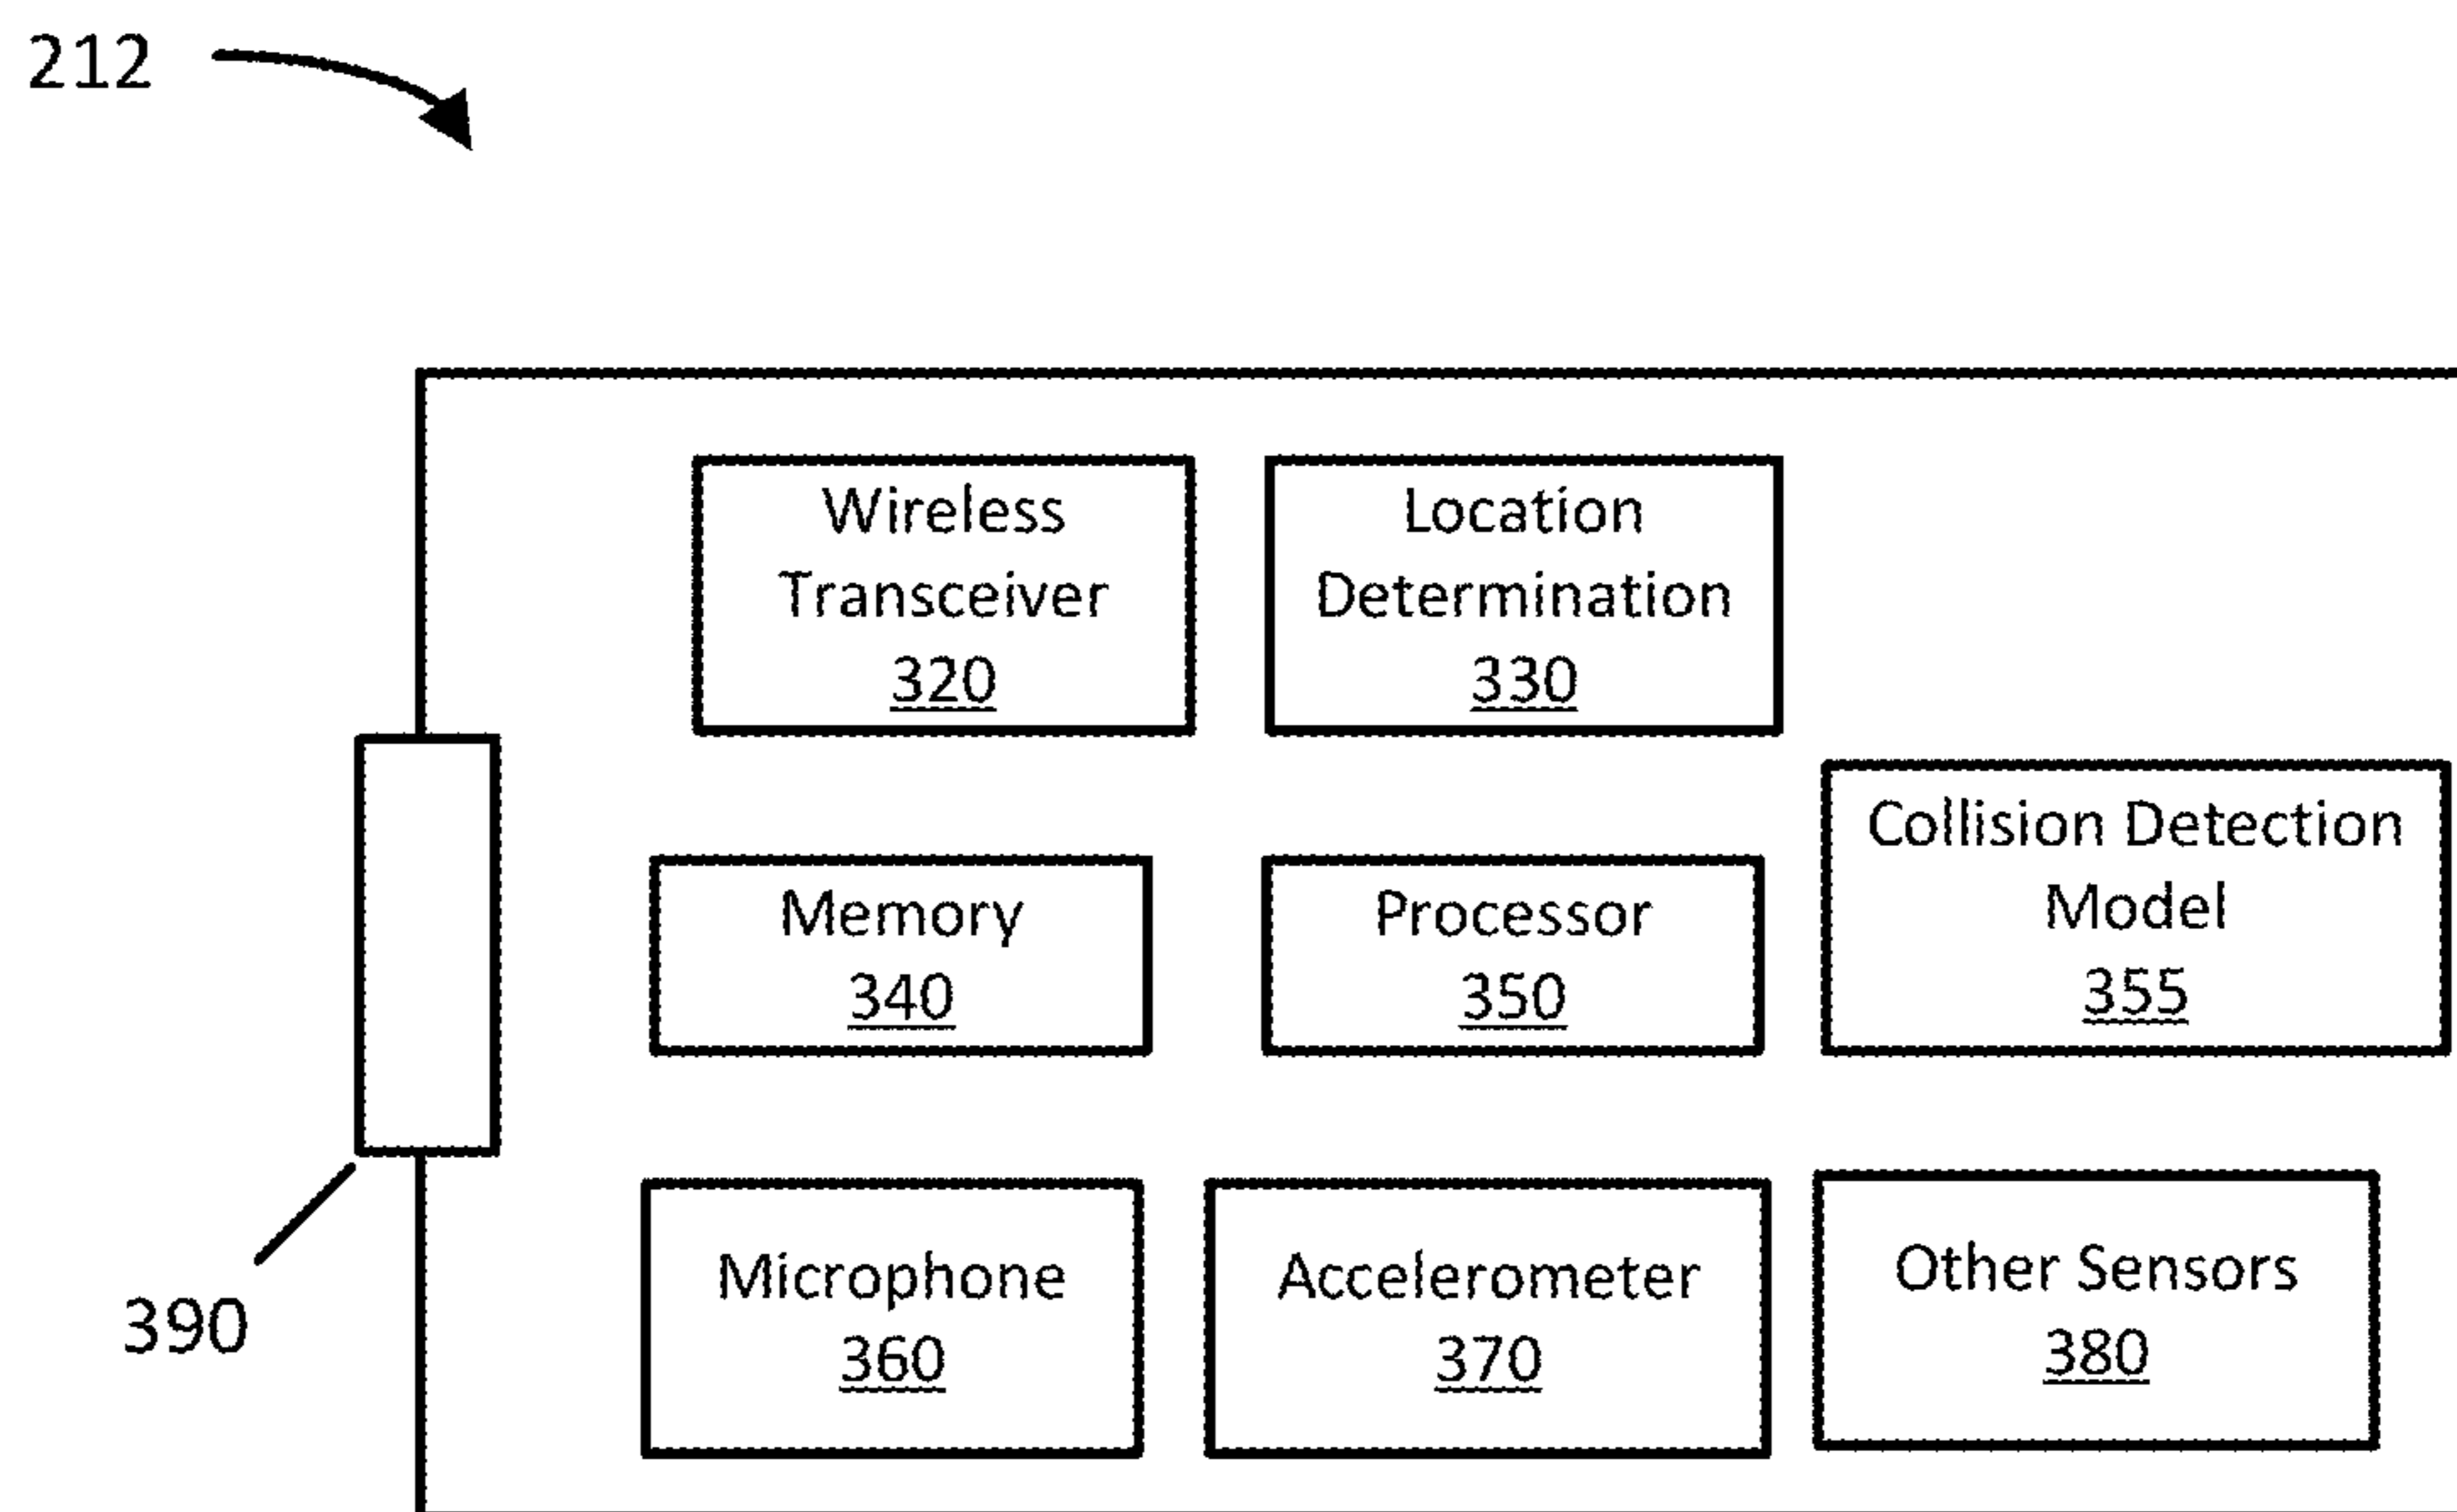 212
Wireless
Transceiver
320
Location
Determination
330
Memory
340
Processor
350
Collision Detection
Model
355
390
Microphone
360
Accelerometer
370
Other Sensors
380